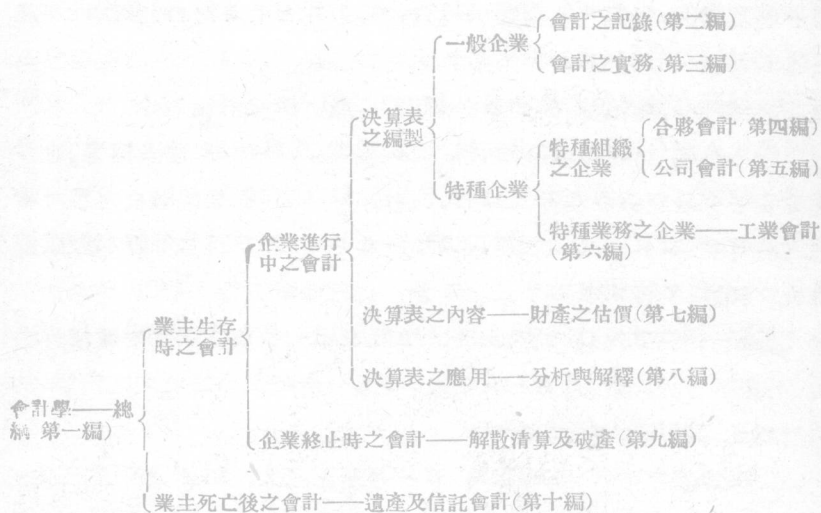 一般企業
會計之記錄(第二編)
會計之實務 第三編)
決算表
之編製
特種企業
特種組織
之企業
合夥會計 第四編)
公司會計(第五編)
特種業務之企業——工業會計
(第六編)
企業進行
中之會計
決算表之內容——財產之估價(第七編)
決算表之應用——分析與解釋(第八編)
業主生存
時之會計
會計學——總
綱 第一編)
企業終止時之會計——解散清算及破產(第九編)
業主死亡後之會計——遺產及信託會計(第十編)